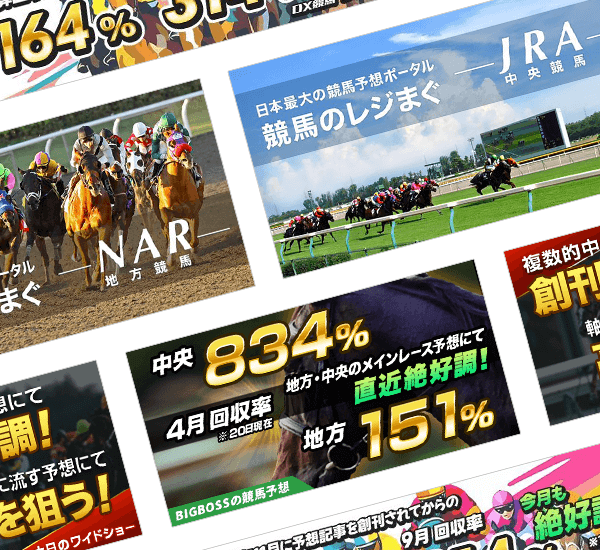 164%
DX競馬
日本最大の競馬予想ポータル
競馬のレジまぐ
JRA
中央競馬
NAR
地方競馬
ータル
まぐ
複数的中
創刊
軸
中央 834%
地方・中央のメインレース予想にて
直近絶好調!
4月 回収率
※20日現在
地方 151%
BIGBOSSの競馬予想
想にて
調!
に流す予想にて
を狙う!
日のワイドショー
月に予想記事を創刊されてからの
9月 回収率
今月も
絶好調